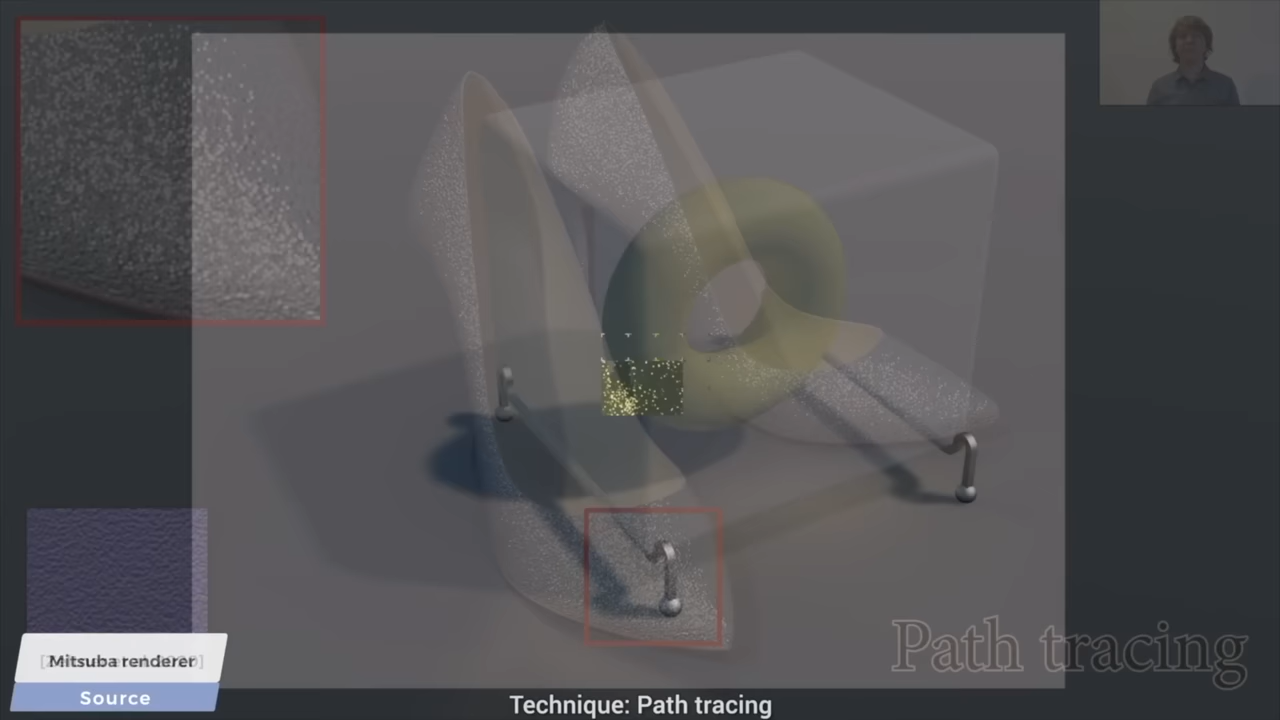 Mitsuba renderer
Source
Path tracing
Technique: Path tracing